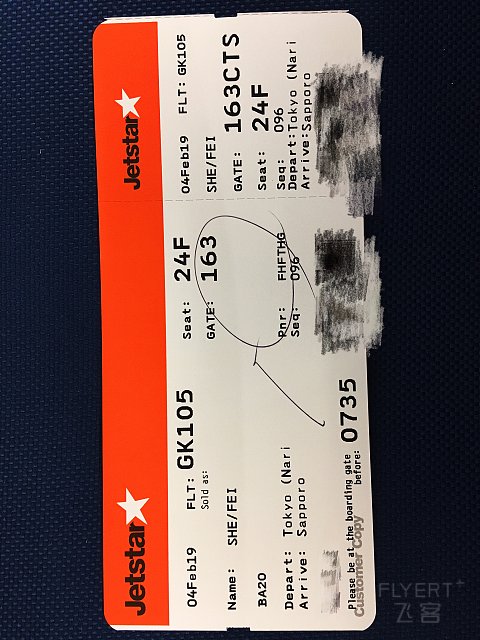 Jetstar
04Feb19 FLT: GK105 Seat: 24F
Sold as: GATE: 163
Name: SHE/FEI
BA20
Pnr: FHFTHG
Depart: Tokyo (Nari Seq: 096
Arrive: Sapporo
Please be at the boarding gate
before: 0735
Customer Copy
Jetstar
04Feb19 FLT: GK105
SHE/FEI
GATE: 163CTS
Seat: 24F
Seq: 096
Depart: Tokyo (Nari
Arrive: Sapporo
FLYERT+
飞客